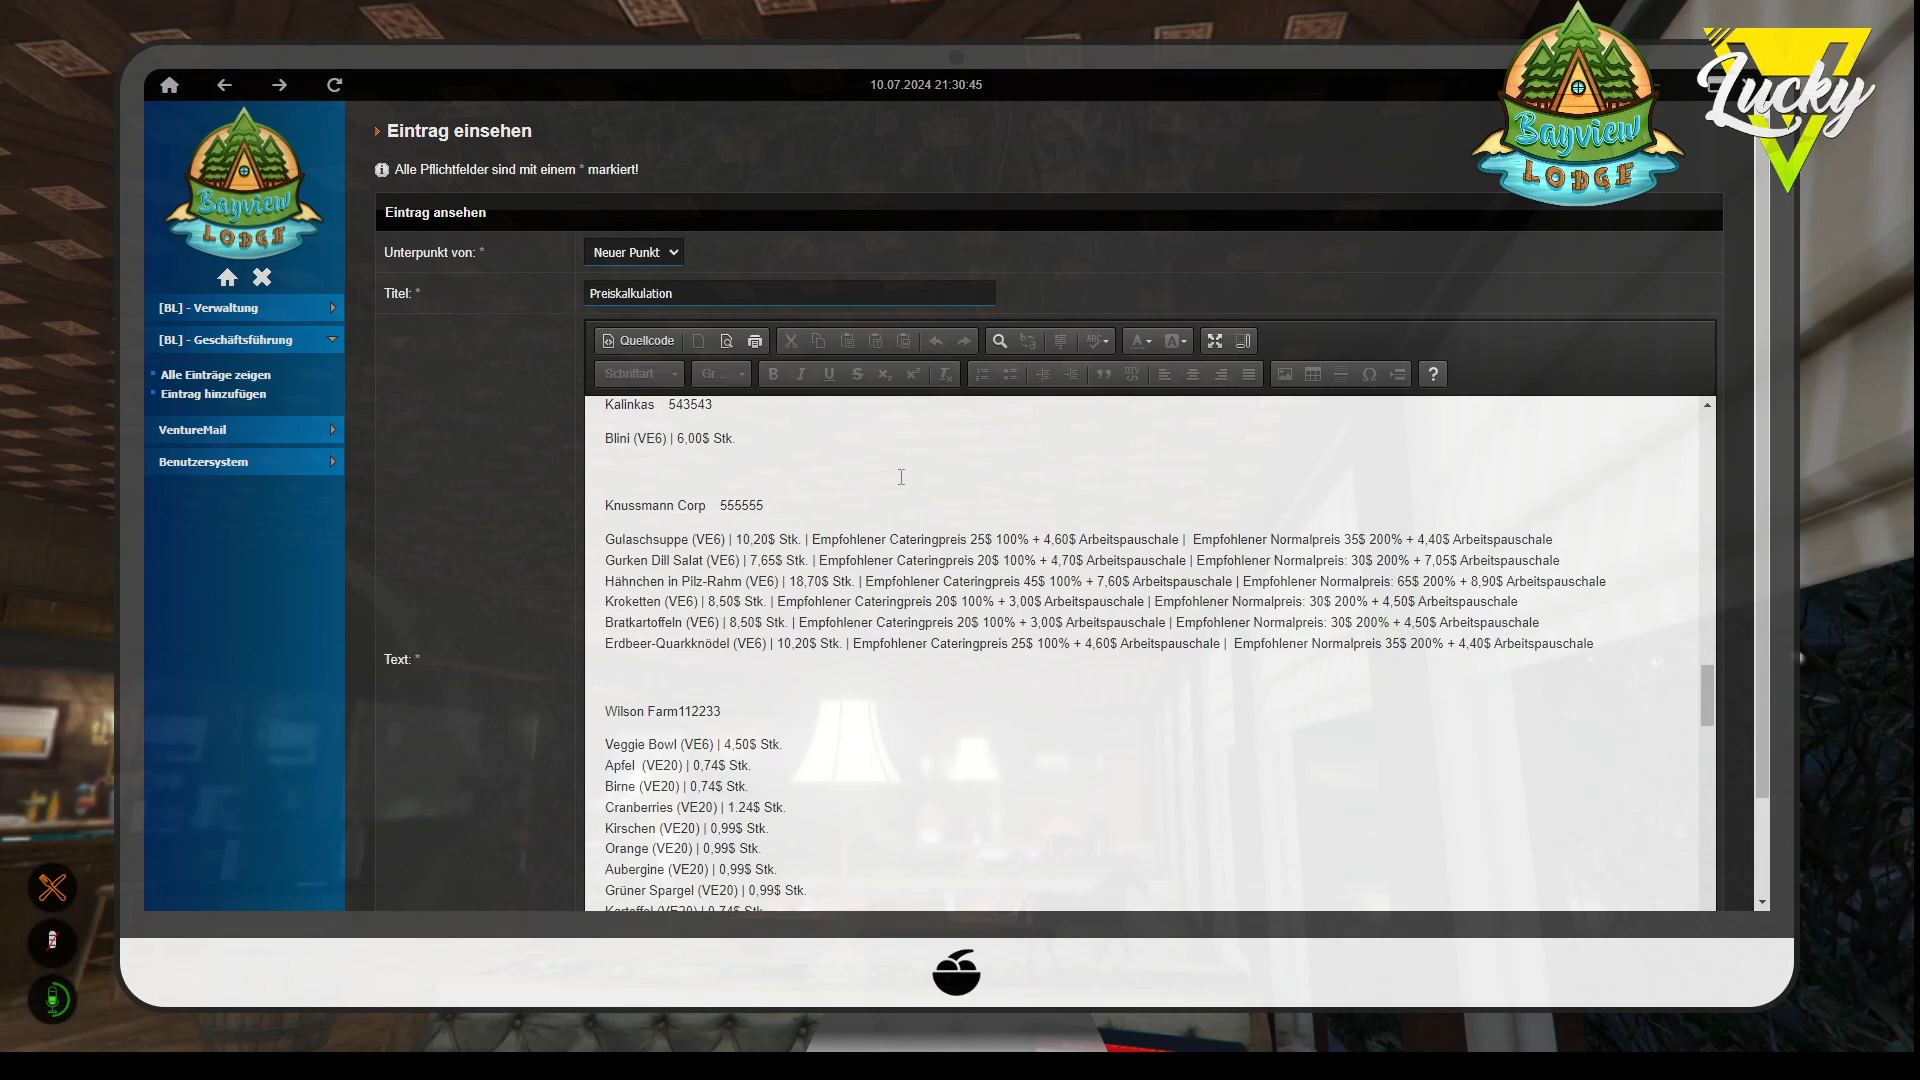 10.07.2024 21:30:45
Bayview
LODGE
Lucky
V
Bayview
LODGE
[BL] - Verwaltung
[BL] - Geschäftsführung
Alle Einträge zeigen
Eintrag hinzufügen
VentureMail
Benutzersystem
Eintrag einsehen
Alle Pflichtfelder sind mit einem * markiert!
Eintrag ansehen
Unterpunkt von: *
Neuer Punkt
Titel: *
Preiskalkulation
Text: *
Quellcode
Schriftart
Gr...
Kalinkas 543543
Blini (VE6) | 6,00$ Stk.
Knussmann Corp 555555
Gulaschsuppe (VE6) | 10,20$ Stk. | Empfohlener Cateringpreis 25$ 100% + 4,60$ Arbeitspauschale | Empfohlener Normalpreis 35$ 200% + 4,40$ Arbeitspauschale
Gurken Dill Salat (VE6) | 7,65$ Stk. | Empfohlener Cateringpreis 20$ 100% + 4,70$ Arbeitspauschale | Empfohlener Normalpreis: 30$ 200% + 7,05$ Arbeitspauschale
Hähnchen in Pilz-Rahm (VE6) | 18,70$ Stk. | Empfohlener Cateringpreis 45$ 100% + 7,60$ Arbeitspauschale | Empfohlener Normalpreis: 65$ 200% + 8,90$ Arbeitspauschale
Kroketten (VE6) | 8,50$ Stk. | Empfohlener Cateringpreis 20$ 100% + 3,00$ Arbeitspauschale | Empfohlener Normalpreis: 30$ 200% + 4,50$ Arbeitspauschale
Bratkartoffeln (VE6) | 8,50$ Stk. | Empfohlener Cateringpreis 20$ 100% + 3,00$ Arbeitspauschale | Empfohlener Normalpreis: 30$ 200% + 4,50$ Arbeitspauschale
Erdbeer-Quarkknödel (VE6) | 10,20$ Stk. | Empfohlener Cateringpreis 25$ 100% + 4,60$ Arbeitspauschale | Empfohlener Normalpreis 35$ 200% + 4,40$ Arbeitspauschale
Wilson Farm112233
Veggie Bowl (VE6) | 4,50$ Stk.
Apfel (VE20) | 0,74$ Stk.
Birne (VE20) | 0,74$ Stk.
Cranberries (VE20) | 1.24$ Stk.
Kirschen (VE20) | 0,99$ Stk.
Orange (VE20) | 0,99$ Stk.
Aubergine (VE20) | 0,99$ Stk.
Grüner Spargel (VE20) | 0,99$ Stk.
Kartoffel (VE20) | 0,74$ Stk.